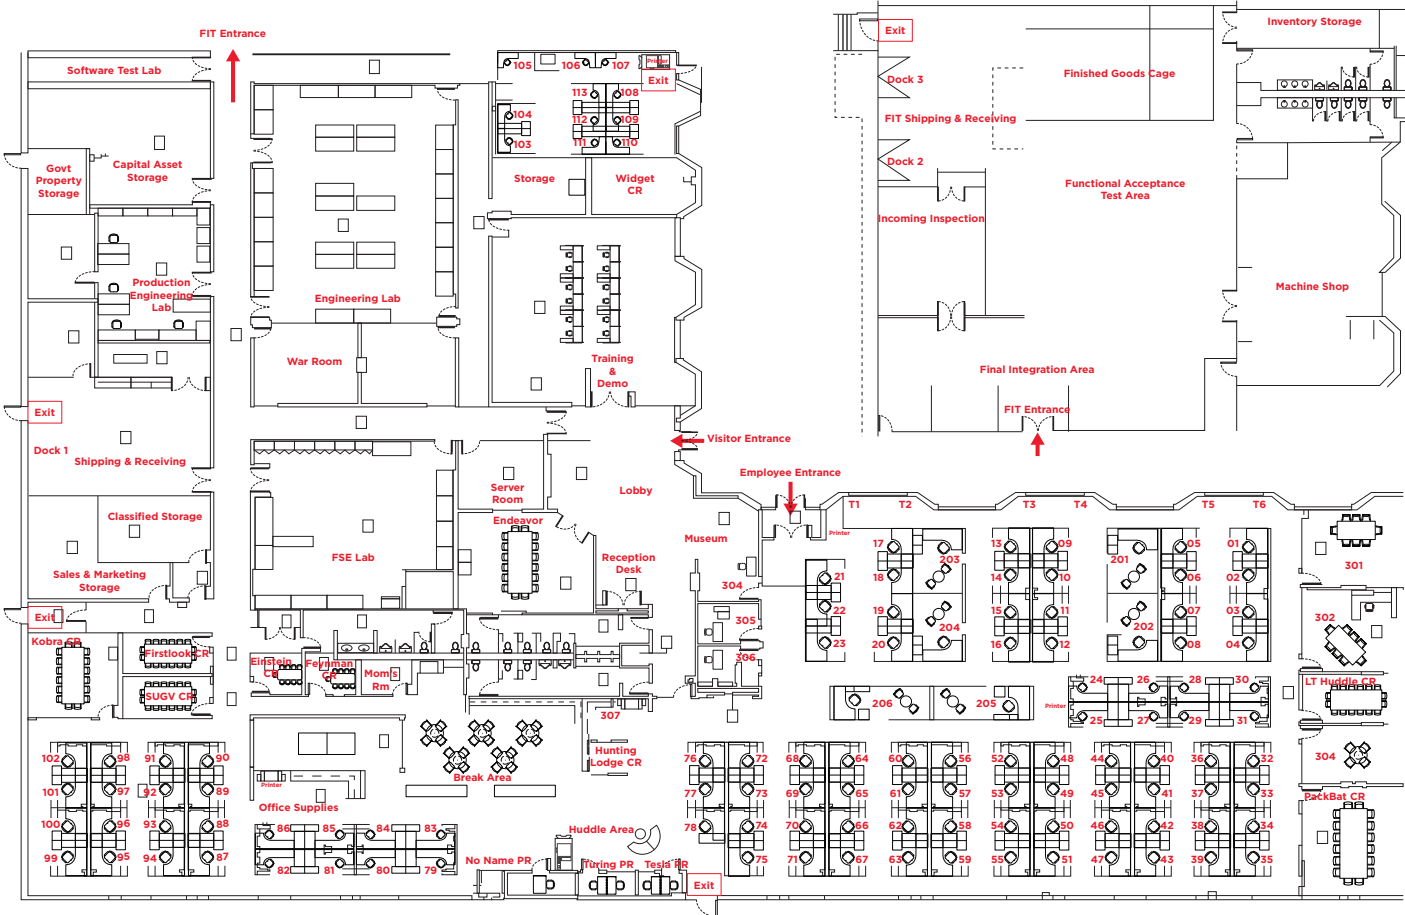 FIT Entrance
Software Test Lab
Capital Asset
Storage
Govt
Property
Storage
Production
Engineering
Lab
Exit
Dock 1
Shipping & Receiving
Classified Storage
Sales & Marketing
Storage
Exit
Kobra CR
Firstlook CR
SUGV CR
Engineering Lab
War Room
FSE Lab
Einstein
CR
Feynman
CR
Mom's
Rm
105
106
107
Printer
Exit
113
108
104
112
109
103
111
110
Storage
Widget
CR
Training
&
Demo
Visitor Entrance
Server
Room
Lobby
Endeavor
Reception
Desk
Museum
Employee Entrance
Printer
304
305
306
307
Hunting
Lodge CR
Break Area
Printer
Office Supplies
Huddle Area
No Name PR
Turing PR
Tesla PR
Exit
Exit
Dock 3
FIT Shipping & Receiving
Dock 2
Incoming Inspection
Finished Goods Cage
Inventory Storage
Functional Acceptance
Test Area
Machine Shop
Final Integration Area
FIT Entrance
T1
T2
T3
T4
T5
T6
17
203
13
09
201
05
01
21
18
14
10
06
02
22
19
15
11
07
03
204
202
23
20
16
12
08
04
301
302
LT Huddle CR
304
PackBat CR
206
205
Printer
24
26
28
30
25
27
29
31
102
98
91
90
101
97
92
89
100
96
93
88
99
95
94
87
86
85
84
83
82
81
80
79
76
72
68
64
60
56
52
48
44
40
36
32
77
73
69
65
61
57
53
49
45
41
37
33
78
74
70
66
62
58
54
50
46
42
38
34
75
71
67
63
59
55
51
47
43
39
35